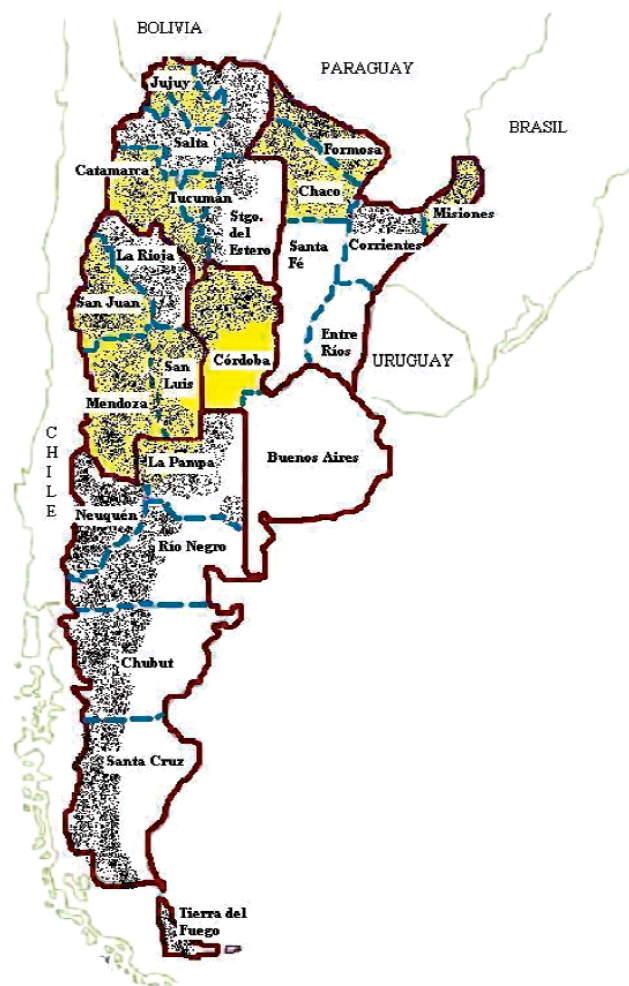 BOLIVIA
PARAGUAY
BRASIL
Jujuy
Salta
Formosa
Catamarca
Chaco
Tucumán
Misiones
Stgo.
del
Estero
Santa
Fé
Corrientes
La Rioja
San Juan
Entre
Ríos
San
Luis
Córdoba
URUGUAY
Mendoza
CHILE
La Pampa
Buenos Aires
Neuquén
Río Negro
Chubut
Santa Cruz
Tierra del
Fuego